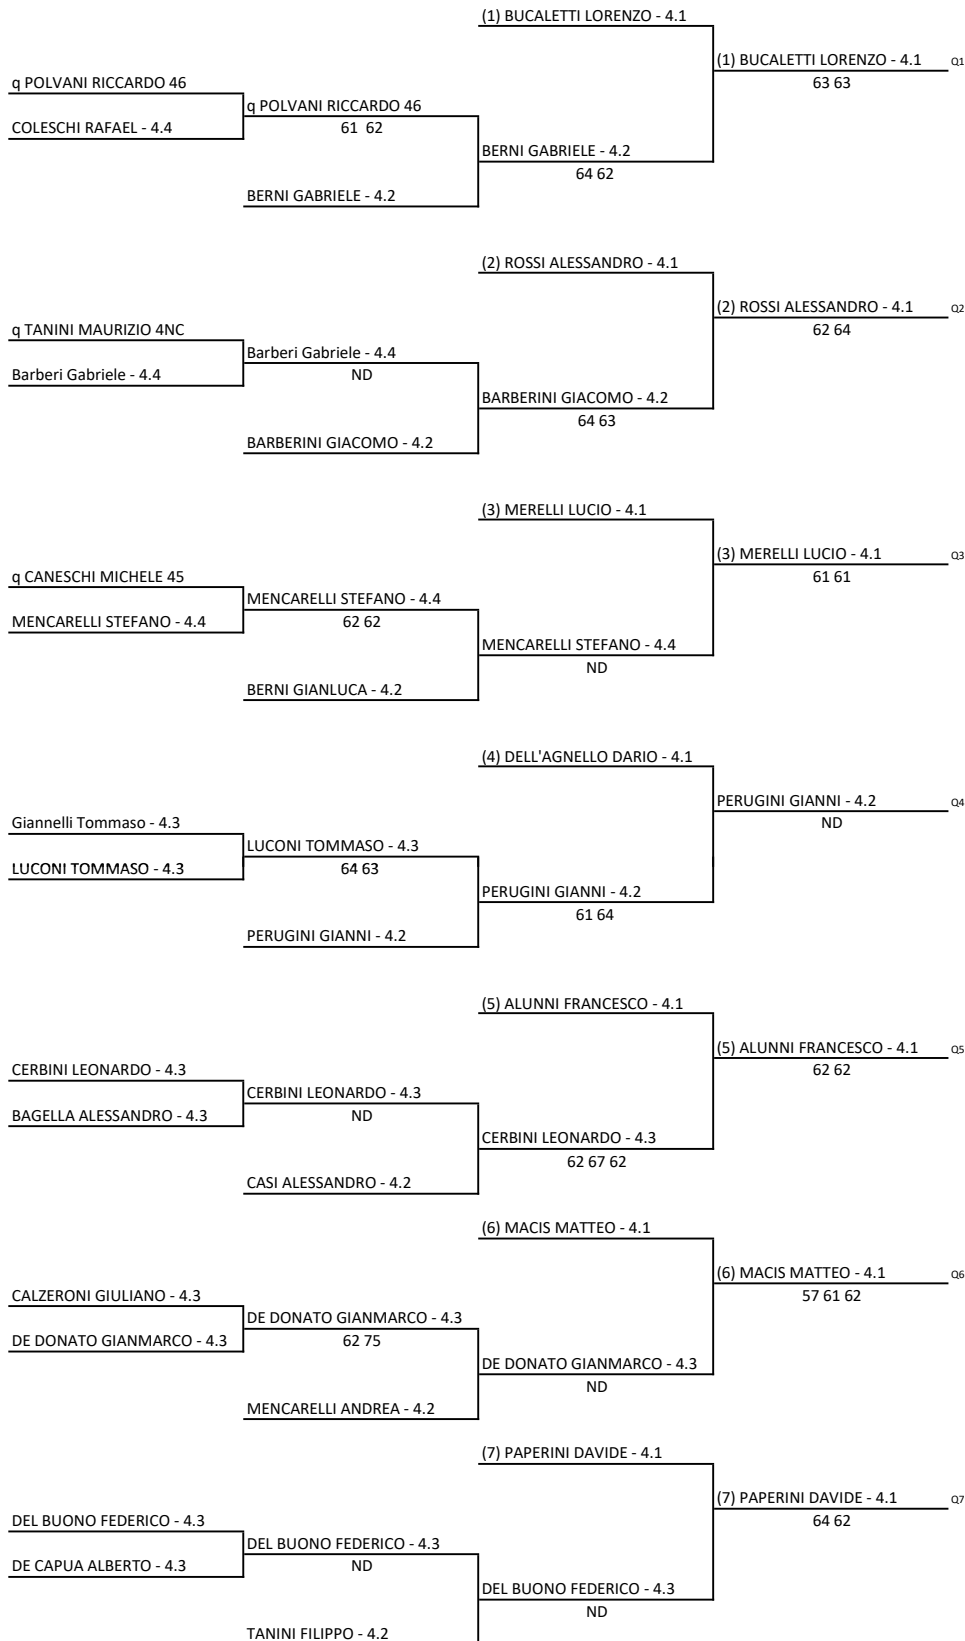 (1) BUCALETTI LORENZO - 4.1
(1) BUCALETTI LORENZO - 4.1 Q1
q POLVANI RICCARDO 46
63 63
q POLVANI RICCARDO 46
COLESCHI RAFAEL - 4.4
61 62
BERNI GABRIELE - 4.2
64 62
BERNI GABRIELE - 4.2
(2) ROSSI ALESSANDRO - 4.1
(2) ROSSI ALESSANDRO - 4.1 Q2
q TANINI MAURIZIO 4NC
62 64
Barberi Gabriele - 4.4
Barberi Gabriele - 4.4
ND
BARBERINI GIACOMO - 4.2
64 63
BARBERINI GIACOMO - 4.2
(3) MERELLI LUCIO - 4.1
(3) MERELLI LUCIO - 4.1 Q3
q CANESCHI MICHELE 45
61 61
MENCARELLI STEFANO - 4.4
MENCARELLI STEFANO - 4.4
62 62
MENCARELLI STEFANO - 4.4
ND
BERNI GIANLUCA - 4.2
(4) DELL'AGNELLO DARIO - 4.1
PERUGINI GIANNI - 4.2 Q4
Giannelli Tommaso - 4.3
ND
LUCONI TOMMASO - 4.3
LUCONI TOMMASO - 4.3
64 63
PERUGINI GIANNI - 4.2
61 64
PERUGINI GIANNI - 4.2
(5) ALUNNI FRANCESCO - 4.1
(5) ALUNNI FRANCESCO - 4.1 Q5
CERBINI LEONARDO - 4.3
62 62
CERBINI LEONARDO - 4.3
BAGELLA ALESSANDRO - 4.3
ND
CERBINI LEONARDO - 4.3
62 67 62
CASI ALESSANDRO - 4.2
(6) MACIS MATTEO - 4.1
(6) MACIS MATTEO - 4.1 Q6
CALZERONI GIULIANO - 4.3
57 61 62
DE DONATO GIANMARCO - 4.3
DE DONATO GIANMARCO - 4.3
62 75
DE DONATO GIANMARCO - 4.3
ND
MENCARELLI ANDREA - 4.2
(7) PAPERINI DAVIDE - 4.1
(7) PAPERINI DAVIDE - 4.1 Q7
DEL BUONO FEDERICO - 4.3
64 62
DEL BUONO FEDERICO - 4.3
DE CAPUA ALBERTO - 4.3
ND
DEL BUONO FEDERICO - 4.3
ND
TANINI FILIPPO - 4.2